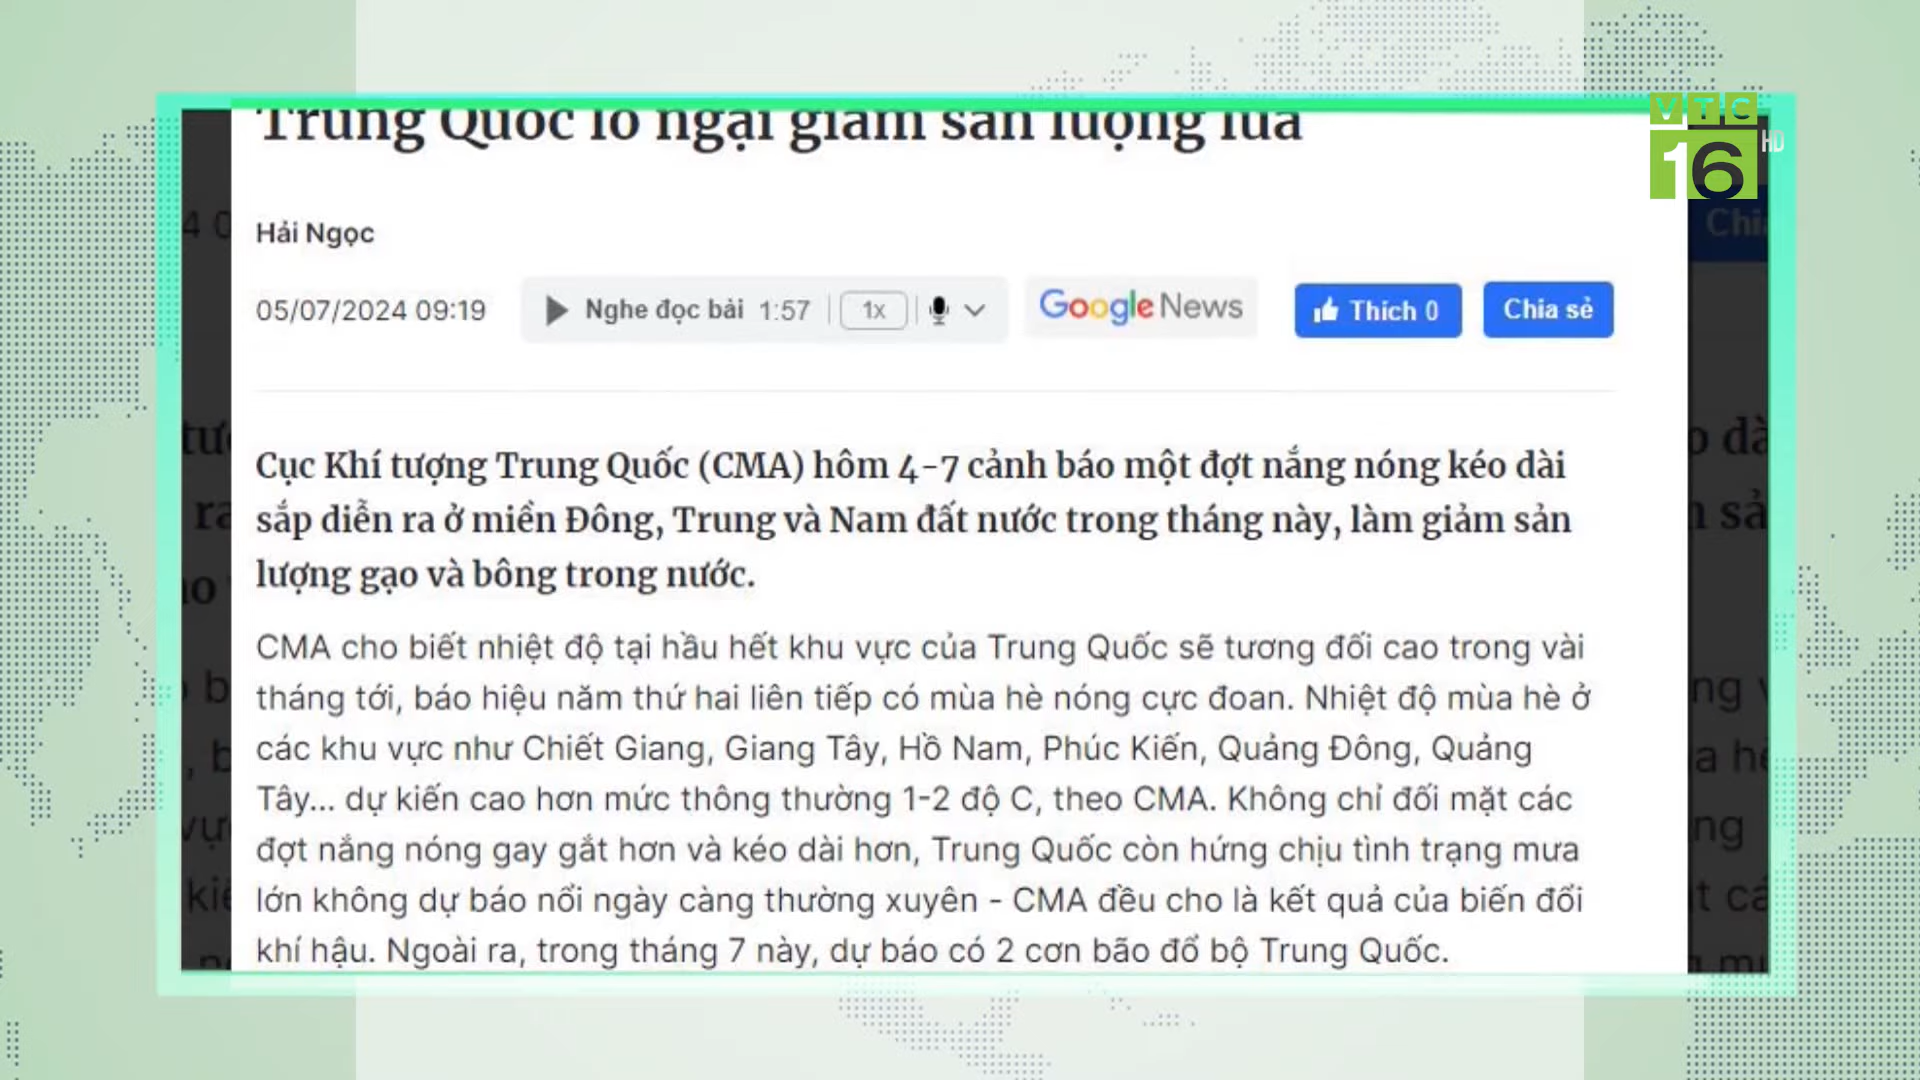 Trung Quốc lo ngại giảm sản lượng lúa
VTC
16
HD
Hải Ngọc
05/07/2024 09:19
Nghe đọc bài 1:57
1x
Google News
Thích 0
Chia sẻ
Cục Khí tượng Trung Quốc (CMA) hôm 4-7 cảnh báo một đợt nắng nóng kéo dài
sắp diễn ra ở miền Đông, Trung và Nam đất nước trong tháng này, làm giảm sản
lượng gạo và bông trong nước.
CMA cho biết nhiệt độ tại hầu hết khu vực của Trung Quốc sẽ tương đối cao trong vài
tháng tới, báo hiệu năm thứ hai liên tiếp có mùa hè nóng cực đoan. Nhiệt độ mùa hè ở
các khu vực như Chiết Giang, Giang Tây, Hồ Nam, Phúc Kiến, Quảng Đông, Quảng
Tây... dự kiến cao hơn mức thông thường 1-2 độ C, theo CMA. Không chỉ đối mặt các
đợt nắng nóng gay gắt hơn và kéo dài hơn, Trung Quốc còn hứng chịu tình trạng mưa
lớn không dự báo nổi ngày càng thường xuyên - CMA đều cho là kết quả của biến đổi
khí hậu. Ngoài ra, trong tháng 7 này, dự báo có 2 cơn bão đổ bộ Trung Quốc.